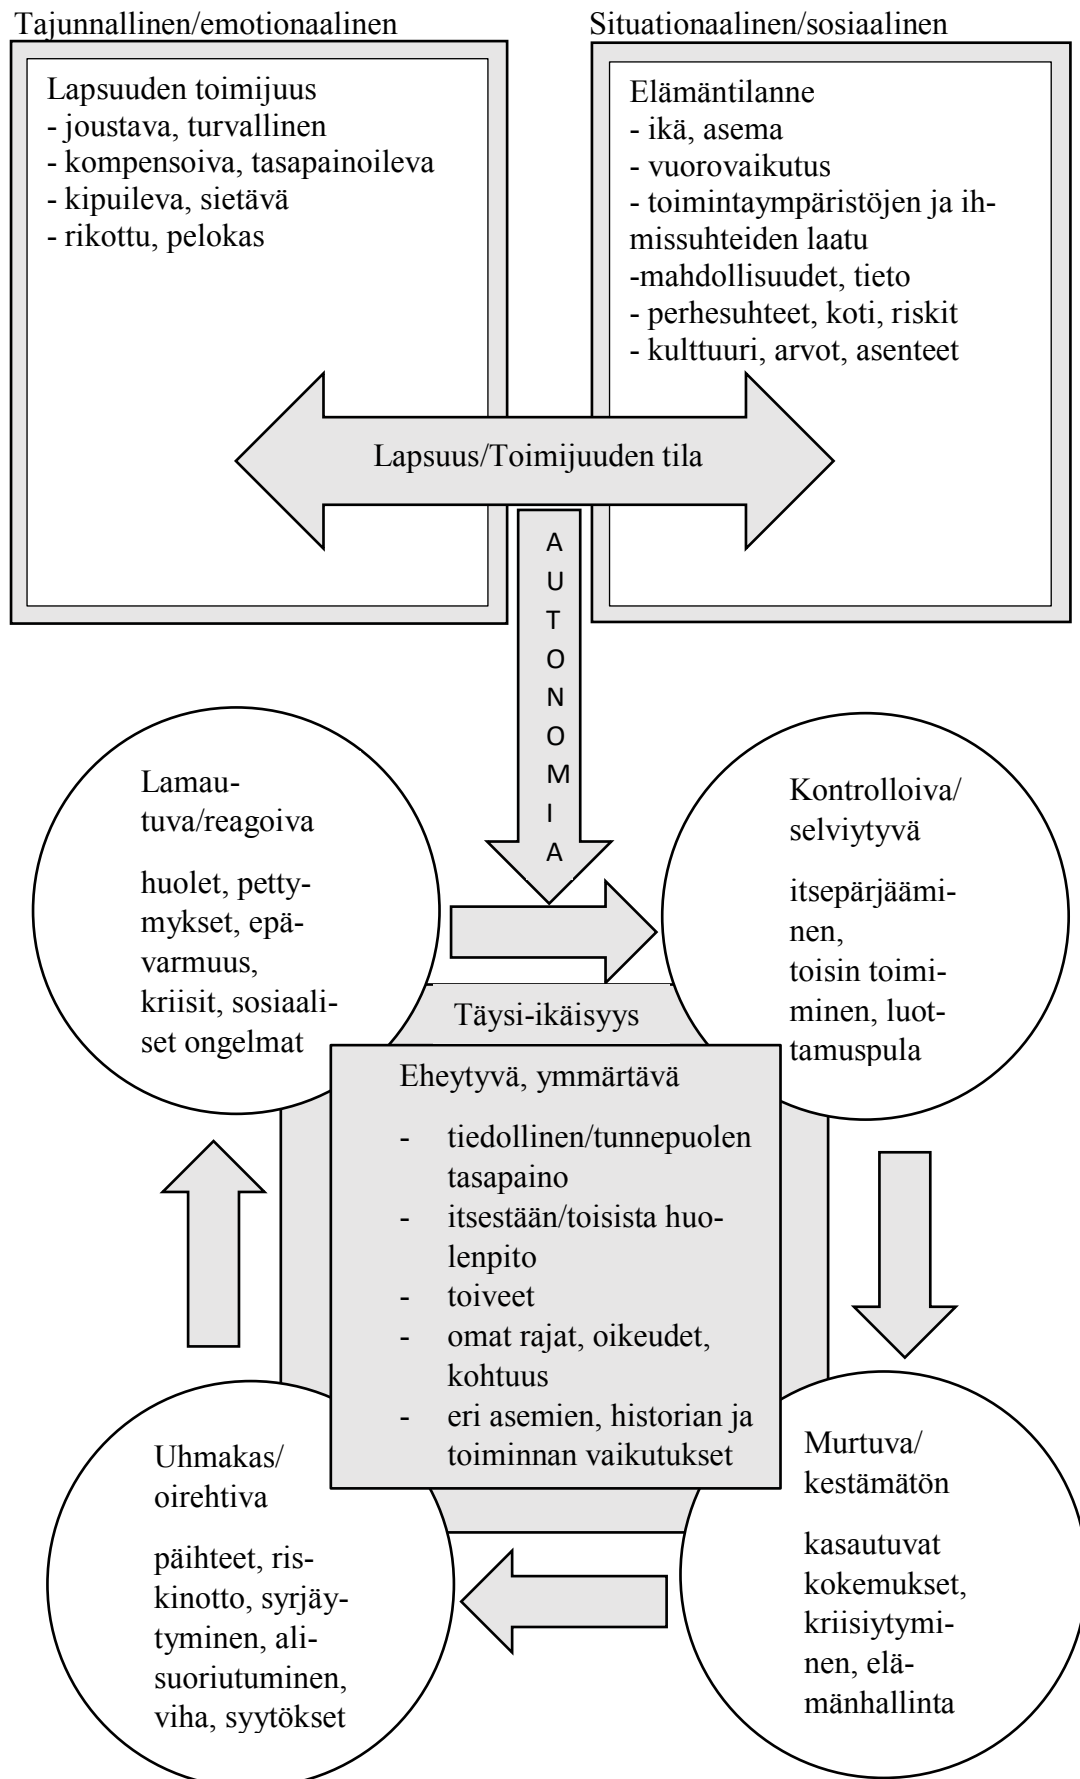 Tajunnallinen/emotionaalinen
Situationaalinen/sosiaalinen
Lapsuuden toimijuus
- joustava, turvallinen
- kompensoiva, tasapainoileva
- kipuileva, sietävä
- rikottu, pelokas
Elämäntilanne
- ikä, asema
- vuorovaikutus
- toimintaympäristöjen ja ih-
missuhteiden laatu
-mahdollisuudet, tieto
- perhesuhteet, koti, riskit
- kulttuuri, arvot, asenteet
Lapsuus/Toimijuuden tila
A
U
T
O
N
O
M
I
A
Lamau-
tuva/reagoiva
huolet, petty-
mykset, epä-
varmuus,
kriisit, sosiaali-
set ongelmat
Kontrolloiva/
selviytyvä
itsepärjäämi-
nen,
toisin toimi-
minen, luot-
tamuspula
Täysi-ikäisyys
Eheytyvä, ymmärtävä
- tiedollinen/tunnepuolen
tasapaino
- itsestään/toisista huo-
lenpito
- toiveet
- omat rajat, oikeudet,
kohtuus
- eri asemien, historian ja
toiminnan vaikutukset
Uhmakas/
oirehtiva
päihteet, ris-
kinotto, syrjäy-
tyminen, ali-
suoriutuminen,
viha, syytökset
Murtuva/
kestämätön
kasautuvat
kokemukset,
kriisiytymi-
nen, elä-
mänhallinta